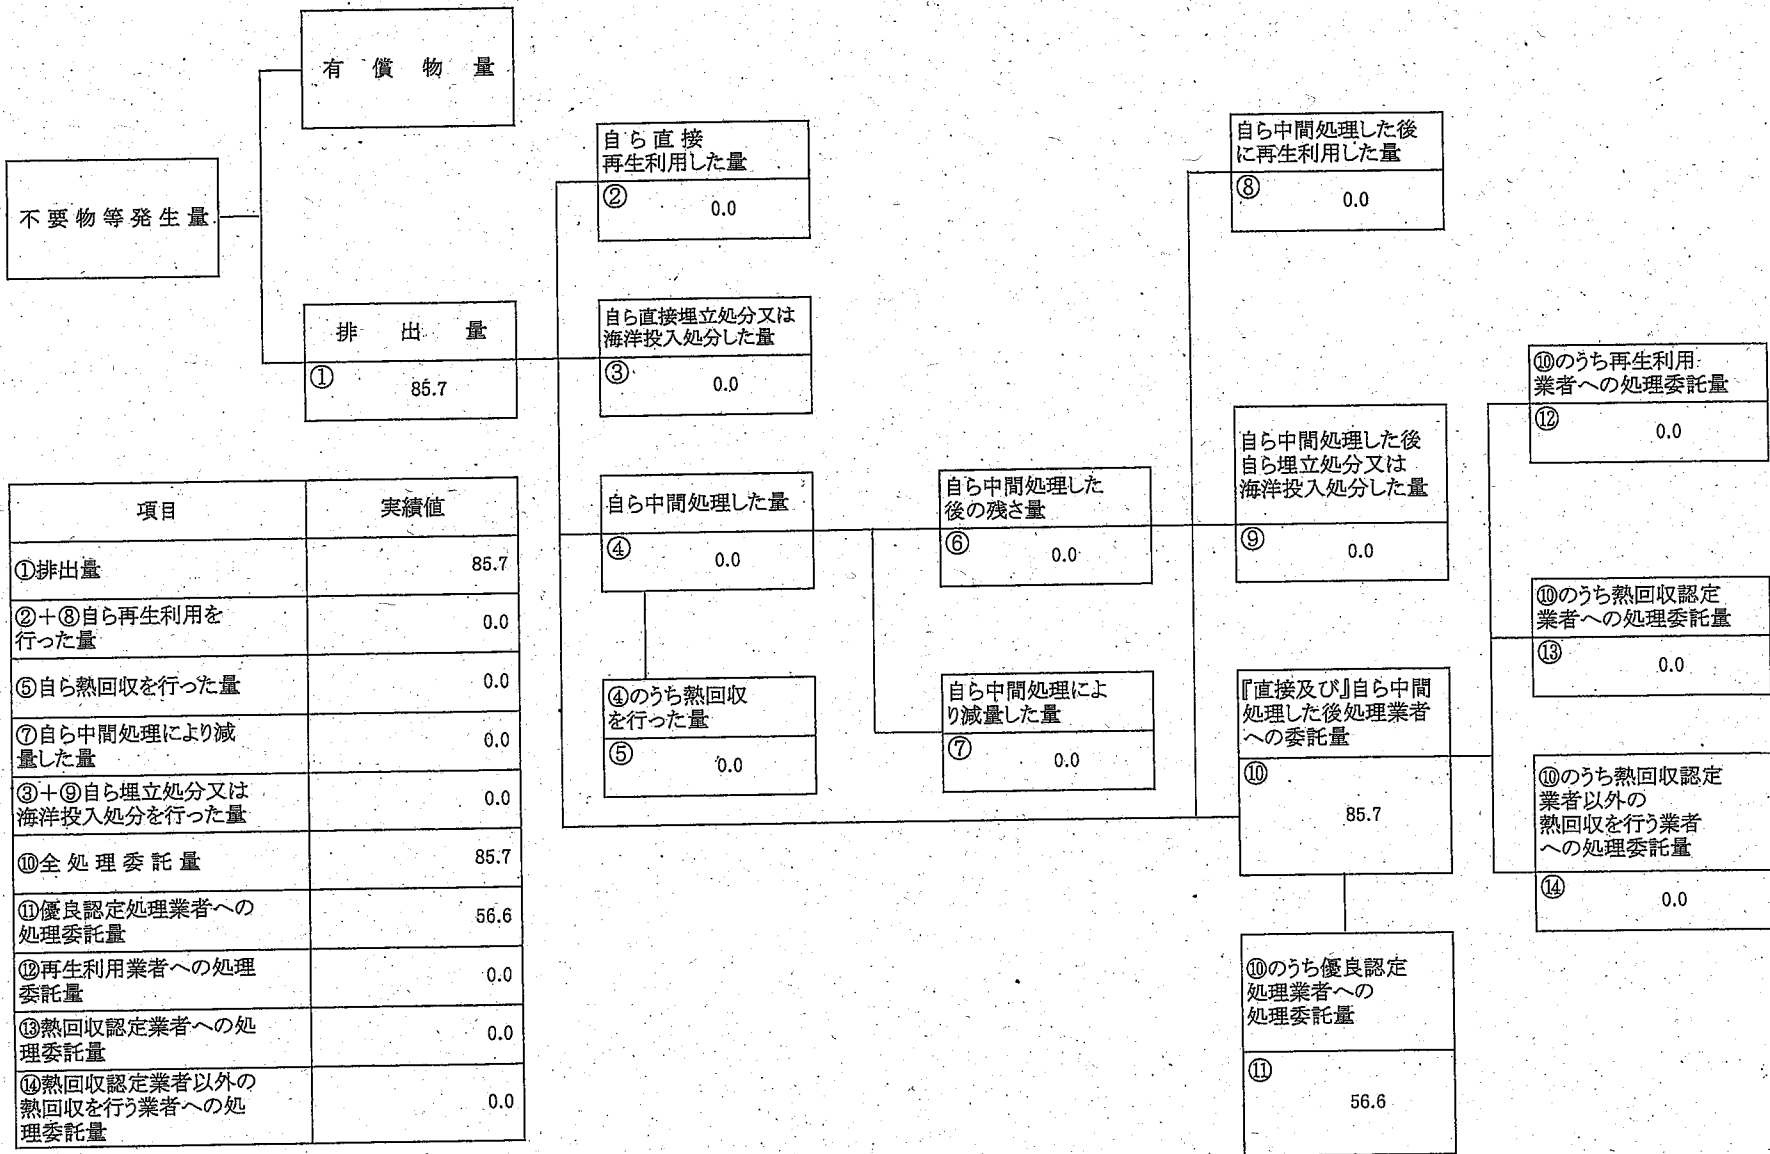 有償物量
不要物等発生量
排出量
①
85.7
自ら直接
再生利用した量
②
0.0
自ら直接埋立処分又は
海洋投入処分した量
③
0.0
自ら中間処理した量
④
0.0
④のうち熱回収
を行った量
⑤
0.0
自ら中間処理した
後の残さ量
⑥
0.0
自ら中間処理によ
り減量した量
⑦
0.0
自ら中間処理した後
に再生利用した量
⑧
0.0
自ら中間処理した後
自ら埋立処分又は
海洋投入処分した量
⑨
0.0
『直接及び』自ら中間
処理した後処理業者
への委託量
⑩
85.7
⑩のうち優良認定
処理業者への
処理委託量
⑪
56.6
⑩のうち再生利用
業者への処理委託量
⑫
0.0
⑩のうち熱回収認定
業者への処理委託量
⑬
0.0
⑩のうち熱回収認定
業者以外の
熱回収を行う業者
への処理委託量
⑭
0.0
項目 実績値
①排出量 85.7
②+⑧自ら再生利用を
行った量 0.0
⑤自ら熱回収を行った量 0.0
⑦自ら中間処理により減
量した量 0.0
③+⑨自ら埋立処分又は
海洋投入処分を行った量 0.0
⑩全処理委託量 85.7
⑪優良認定処理業者への
処理委託量 56.6
⑫再生利用業者への処理
委託量 0.0
⑬熱回収認定業者への処
理委託量 0.0
⑭熱回収認定業者以外の
熱回収を行う業者への処
理委託量 0.0